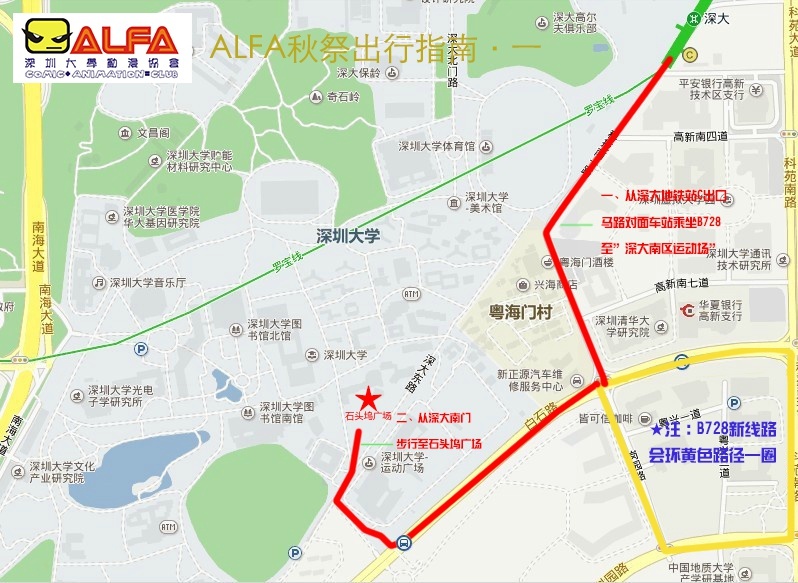 ALFA
深圳大學動漫協會
COMIC·ANIMATION·CLUB
ALFA秋祭出行指南·一
深大
C
深大高尔
夫俱乐部
深大北门路
深大保龄
奇石岭
罗宝线
平安银行高新
技术区支行
科苑南路
高新南四道
文昌阁
深圳大学贮能
材料研究中心
深圳大学体育馆
深圳大学
-美术馆
一、从深大地铁站C出口
马路对面车站乘坐B728
至"深大南区运动场"
深圳大学医学院
华大基因研究院
深圳大学
罗宝线
南海大道
南海大道
粤海门酒楼
深圳大学通讯
技术研究所
深圳大学音乐厅
ATM
兴海商店
高新南七道
粤海门村
华夏银行
高新支行
深圳大学图
书馆北馆
深圳清华大
学研究院
P
深圳大学
深大东路
新正源汽车维
修服务中心
深圳大学光电
子学研究所
石头坞广场
二、从深大南门
步行至石头坞广场
深圳大学图
书馆南馆
白石路
皆可信咖啡
粤兴一道
P
★注：B728新线路
会环黄色路径一圈
深圳大学-
运动广场
南海大道
深圳大学文化
产业研究院
ATM
P
中国地质大学
产学研基地